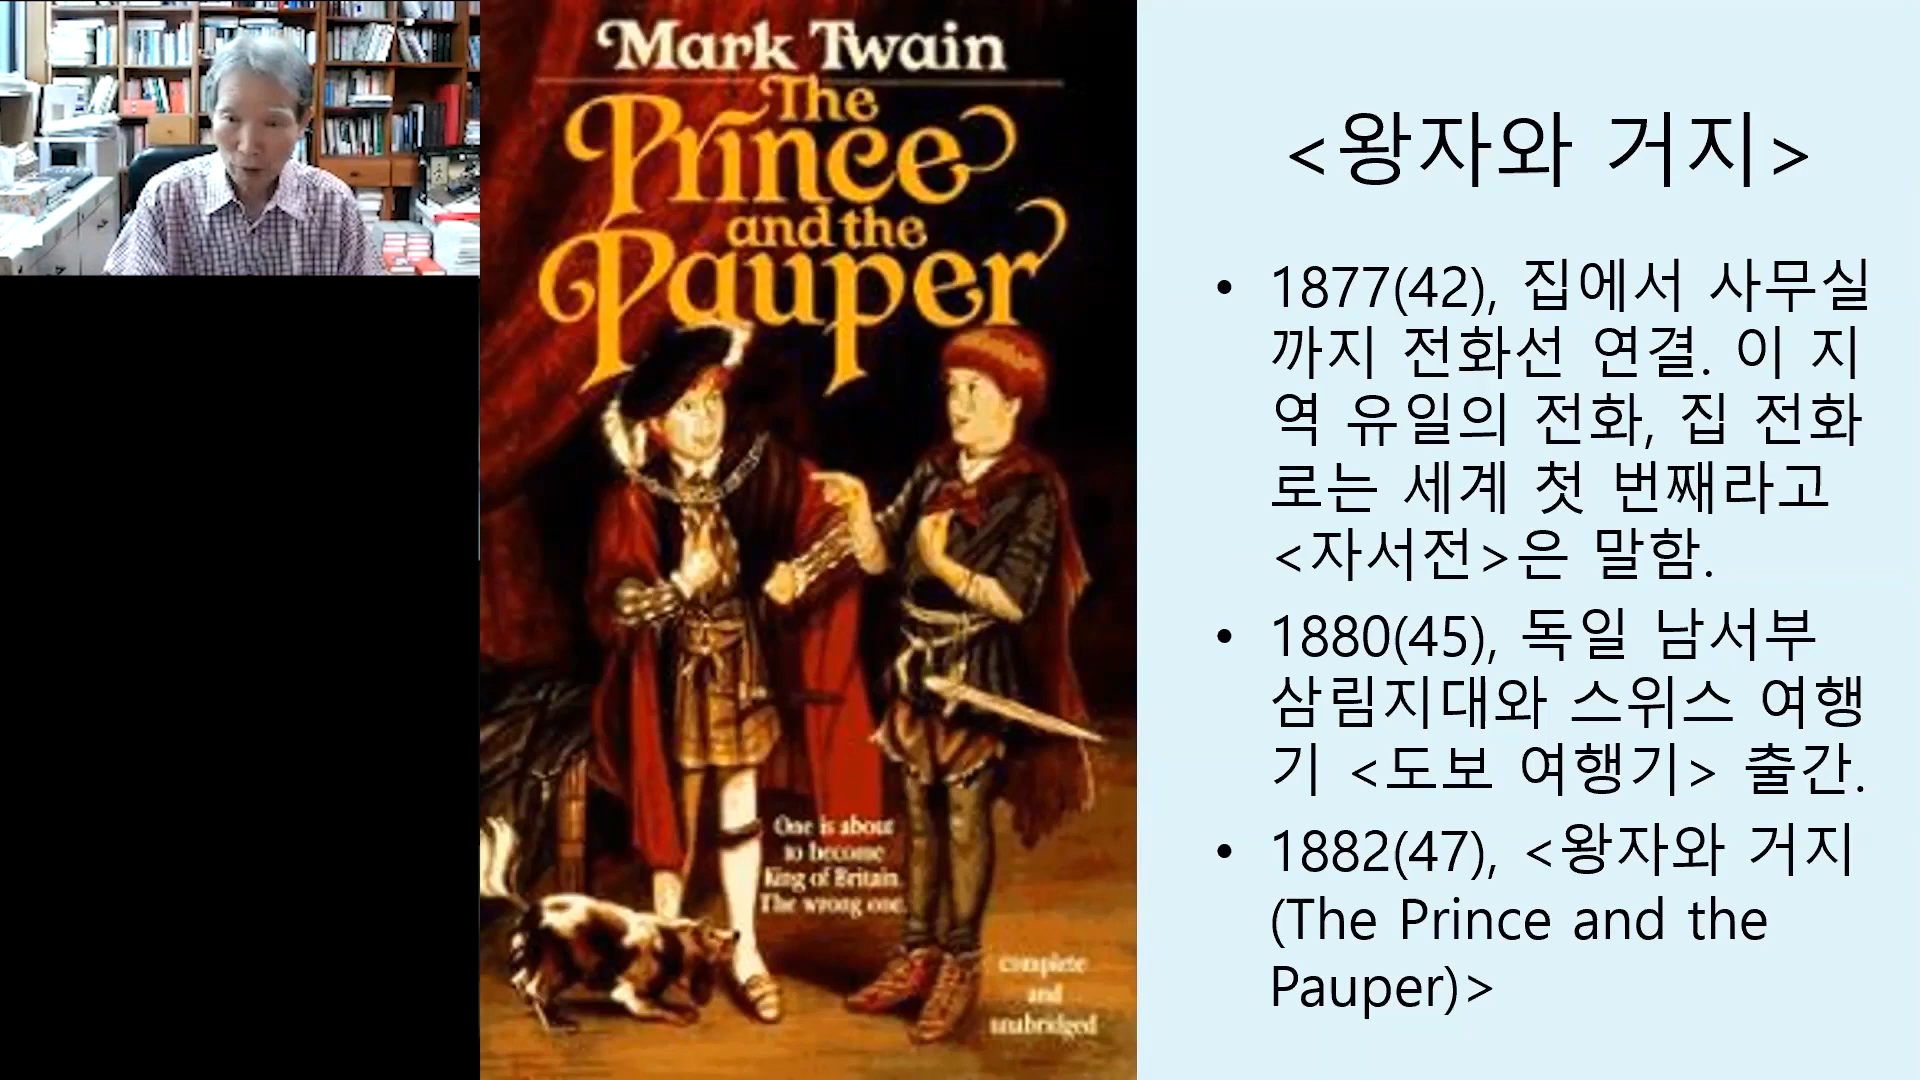 Mark Twain
The
Prince
and the
Pauper
One is about
to become
King of Britain.
The wrong one.
complete
and
unabridged
<왕자와 거지>
• 1877(42), 집에서 사무실
까지 전화선 연결. 이 지
역 유일의 전화, 집 전화
로는 세계 첫 번째라고
<자서전>은 말함.
• 1880(45), 독일 남서부
삼림지대와 스위스 여행
기 <도보 여행기> 출간.
• 1882(47), <왕자와 거지
(The Prince and the
Pauper)>